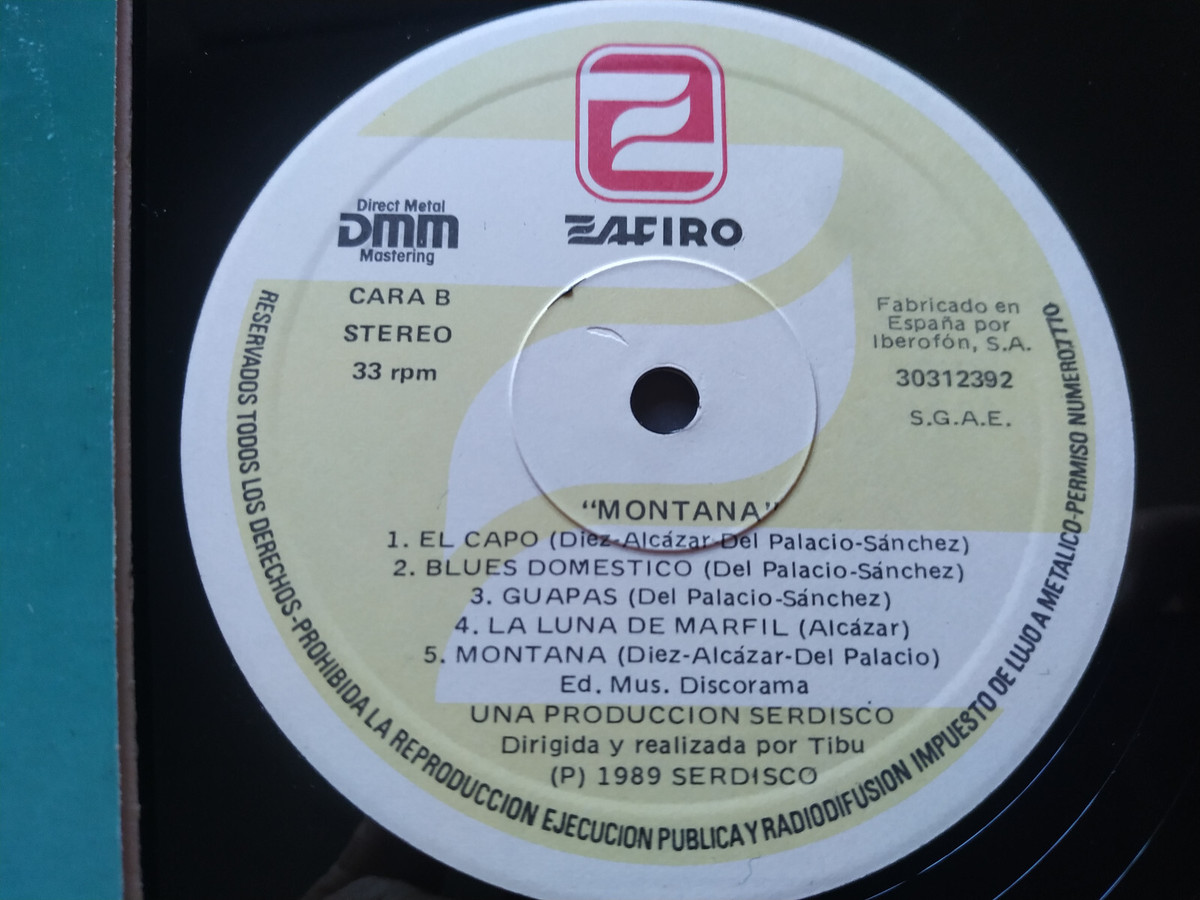 ZAFIRO
Direct Metal
DMM
Mastering
CARA B
STEREO
33 rpm
Fabricado en
España por
Iberofón, S.A.
30312392
S.G.A.E.
"MONTANA"
1. EL CAPO (Diez-Alcázar-Del Palacio-Sánchez)
2. BLUES DOMESTICO (Del Palacio-Sánchez)
3. GUAPAS (Del Palacio-Sánchez)
4. LA LUNA DE MARFIL (Alcázar)
5. MONTANA (Diez-Alcázar-Del Palacio)
Ed. Mus. Discorama
UNA PRODUCCION SERDISCO
Dirigida y realizada por Tibu
(P) 1989 SERDISCO
RESERVADOS TODOS LOS DERECHOS-PROHIBIDA LA REPRODUCCION EJECUCION PUBLICA Y RADIODIFUSION IMPUESTO DE LUJO A METALICO-PERMISO NUMERO:7770